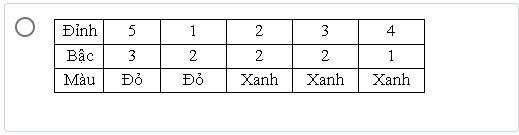 Đỉnh 5 1 2 3 4
Bậc 3 2 2 2 1
Màu Đỏ Đỏ Xanh Xanh Xanh